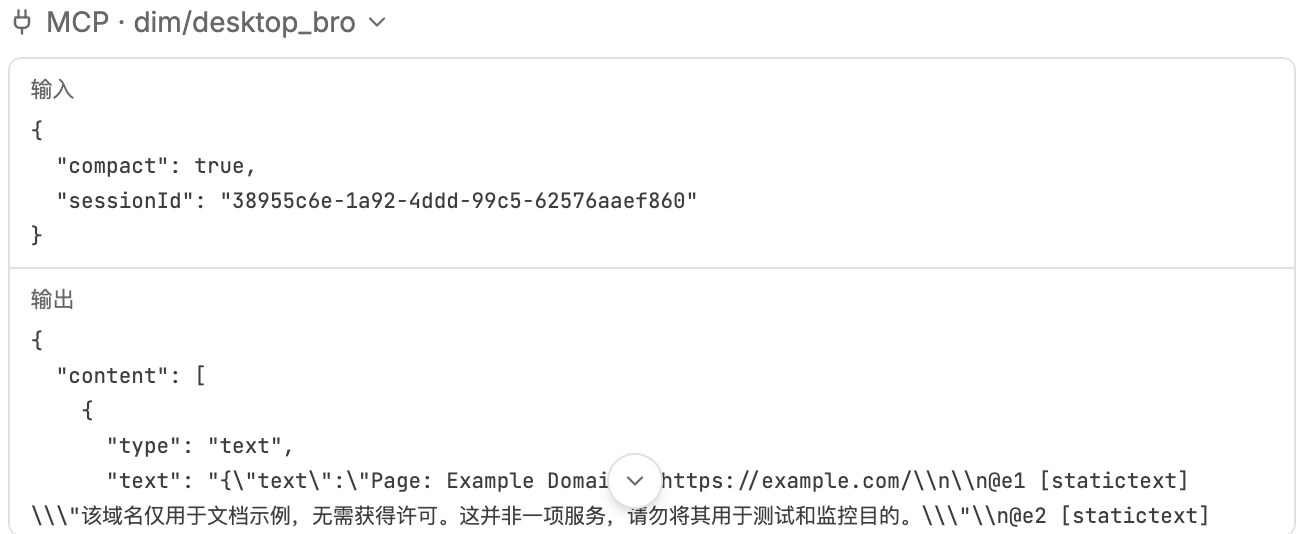 MCP · dim/desktop_bro
输入
{
"compact": true,
"sessionId": "38955c6e-1a92-4ddd-99c5-62576aaef860"
}
输出
{
"content": [
{
"type": "text",
"text": "{\"text\":\"Page: Example Domai https://example.com/\\n\\n@e1 [statictext]
\\\"该域名仅用于文档示例，无需获得许可。这并非一项服务，请勿将其用于测试和监控目的。\\\"\\n@e2 [statictext]